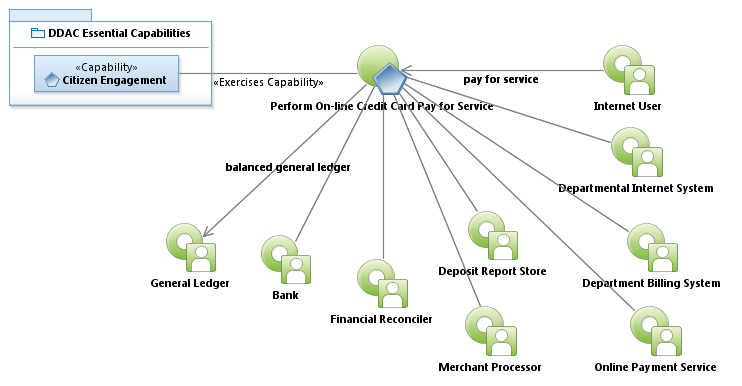 DDAC Essential Capabilities
«Capability»
Citizen Engagement
«Exercises Capability»
pay for service
Perform On-line Credit Card Pay for Service
Internet User
balanced general ledger
Departmental Internet System
General Ledger
Bank
Financial Reconciler
Deposit Report Store
Department Billing System
Merchant Processor
Online Payment Service